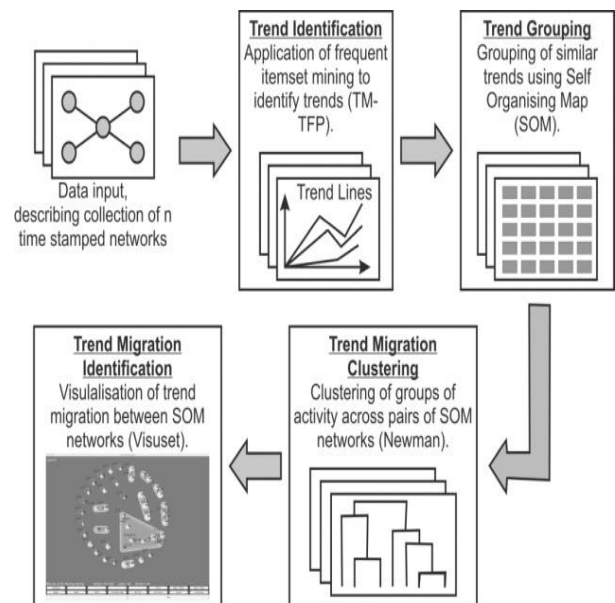 Data input,
describing collection of n
time stamped networks
Trend Identification
Application of frequent
itemset mining to
identify trends (TM-
TFP).
Trend Lines
Trend Grouping
Grouping of similar
trends using Self
Organising Map
(SOM).
Trend Migration
Clustering
Clustering of groups of
activity across pairs of SOM
networks (Newman).
Trend Migration
Identification
Visulalisation of trend
migration between SOM
networks (Visuset).